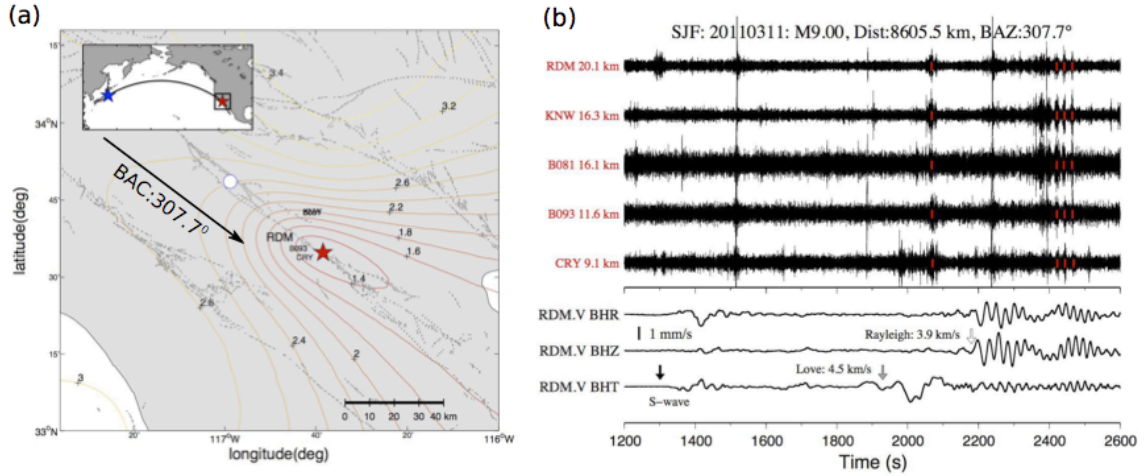 (a)
3.4
3.2
34°N
BAC:307.7⁰
2.6
2.2
45'
RDM
B093
CRY
1.8
1.6
1.4
30'
2.6
2.4
2
15'
3
0 10 20 30 40 km
33°N
20'
117°W
40'
20'
116°W
latitude(deg)
longitude(deg)
(b)
SJF: 20110311: M9.00, Dist:8605.5 km, BAZ:307.7°
RDM 20.1 km
KNW 16.3 km
B081 16.1 km
B093 11.6 km
CRY 9.1 km
RDM.V BHR
1 mm/s
Rayleigh: 3.9 km/s
RDM.V BHZ
Love: 4.5 km/s
RDM.V BHT
S-wave
1200 1400 1600 1800 2000 2200 2400 2600
Time (s)